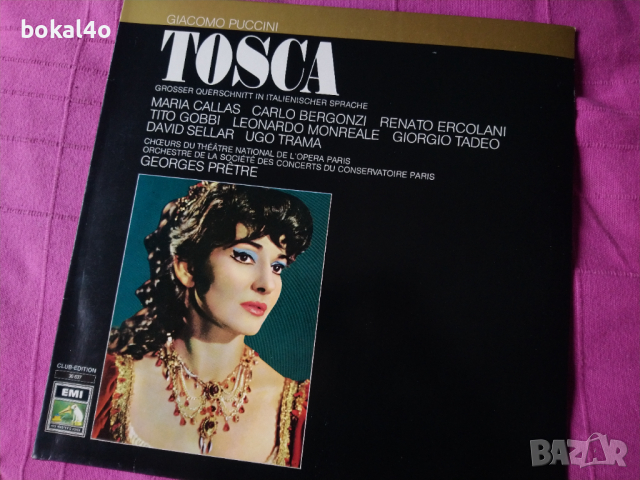 bokal4o
GIACOMO PUCCINI
TOSCA
GROSSER QUERSCHNITT IN ITALIENISCHER SPRACHE
MARIA CALLAS CARLO BERGONZI RENATO ERCOLANI
TITO GOBBI LEONARDO MONREALE GIORGIO TADEO
DAVID SELLAR UGO TRAMA
CHŒURS DU THÉÂTRE NATIONAL DE L'OPERA PARIS
ORCHESTRE DE LA SOCIÉTÉ DES CONCERTS DU CONSERVATOIRE PARIS
GEORGES PRÊTRE
CLUB-EDITION
EMI
BAZAR